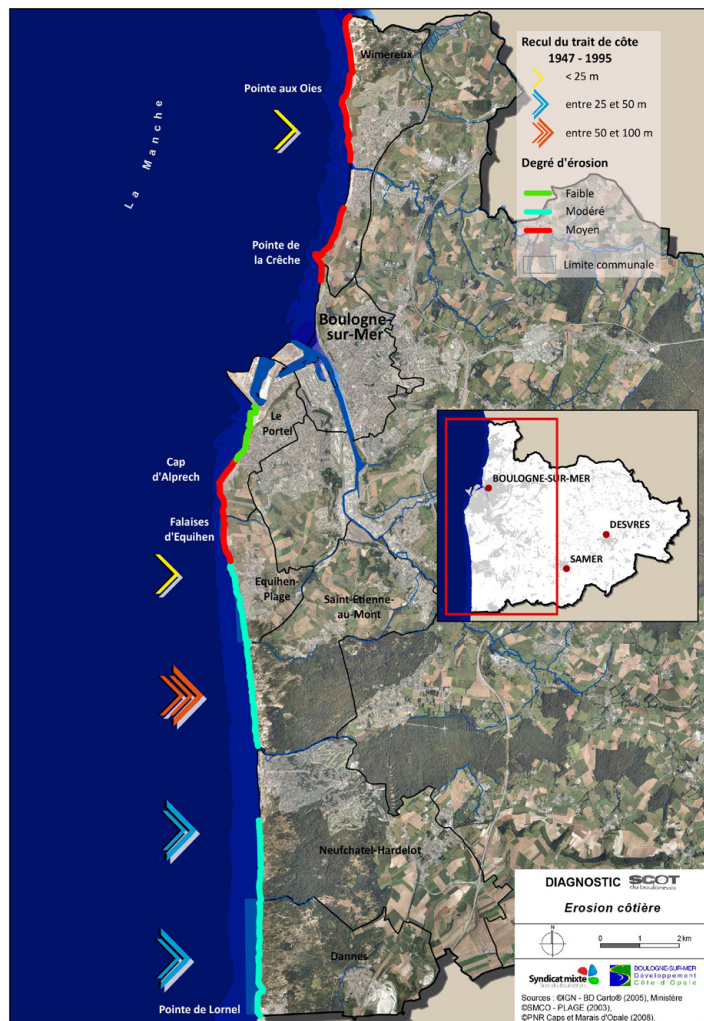 Recul du trait de côte
1947 - 1995
< 25 m
entre 25 et 50 m
entre 50 et 100 m
Degré d'érosion
Faible
Modéré
Moyen
Limite communale
La Manche
Wimereux
Pointe aux Oies
Pointe de
la Crêche
Boulogne-
sur-Mer
Le
Portel
Cap
d'Alprech
Falaises
d'Equihen
Equihen-
Plage
Saint-Etienne-
au-Mont
BOULOGNE-SUR-MER
DESVRES
SAMER
Neufchatel-Hardelot
Dannes
Pointe de Lornel
DIAGNOSTIC SCOT
du boulonnais
Erosion côtière
N
0 1 2 km
Syndicat mixte
BOULOGNE-SUR-MER
Développement
Côte d'Opale
Sources : ©IGN - BD Carto® (2005), Ministère
©SMCO - PLAGE (2003),
©PNR Caps et Marais d'Opale (2008).